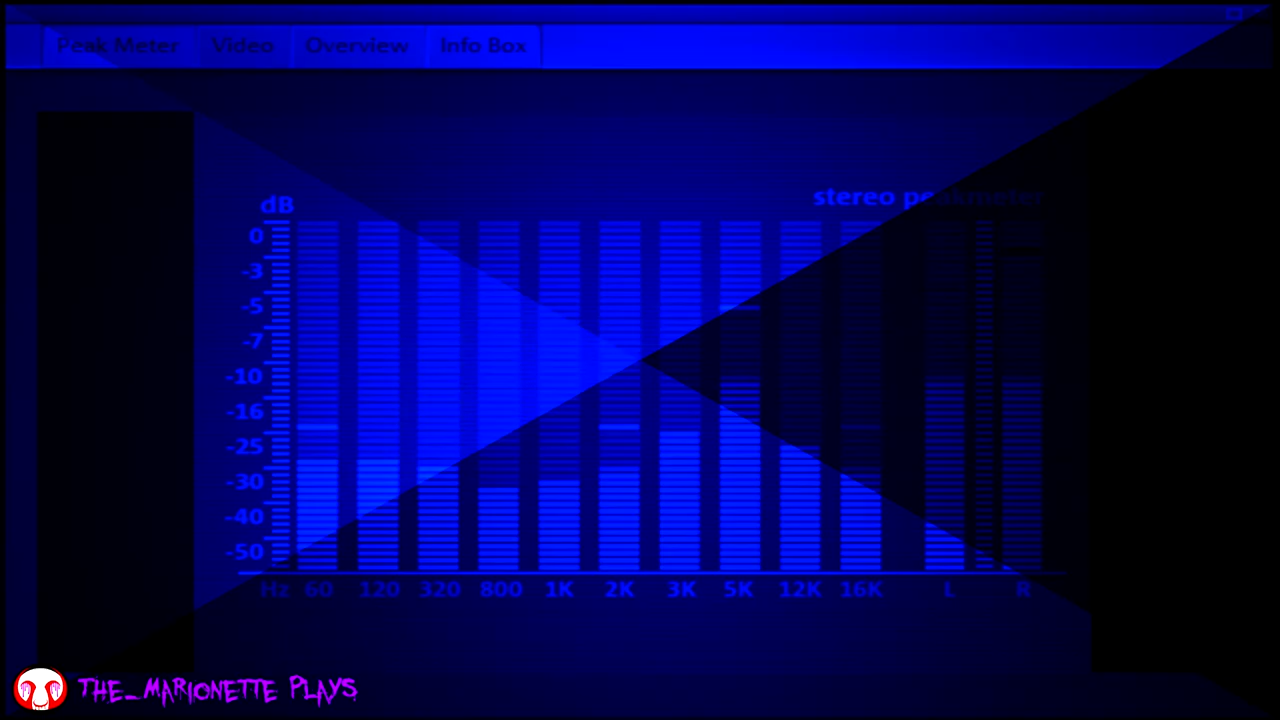 Peak Meter Video Overview Info Box
dB stereo peakmeter
0
-3
-5
-7
-10
-16
-25
-30
-40
-50
Hz 60 120 320 800 1K 2K 3K 5K 12K 16K L R
THE_MARIONETTE PLAYS